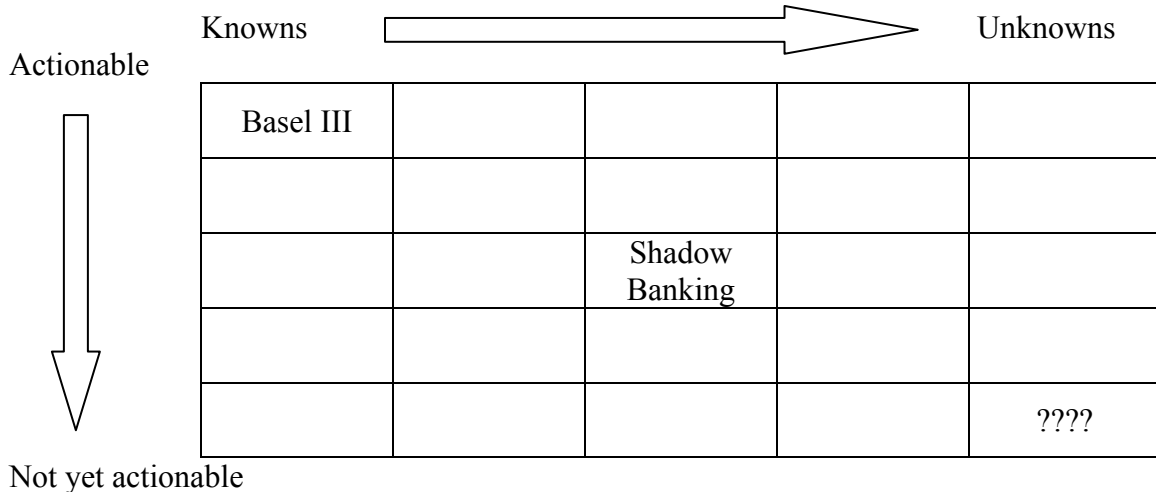 Knowns
Unknowns
Actionable
Basel III
Shadow
Banking
????
Not yet actionable